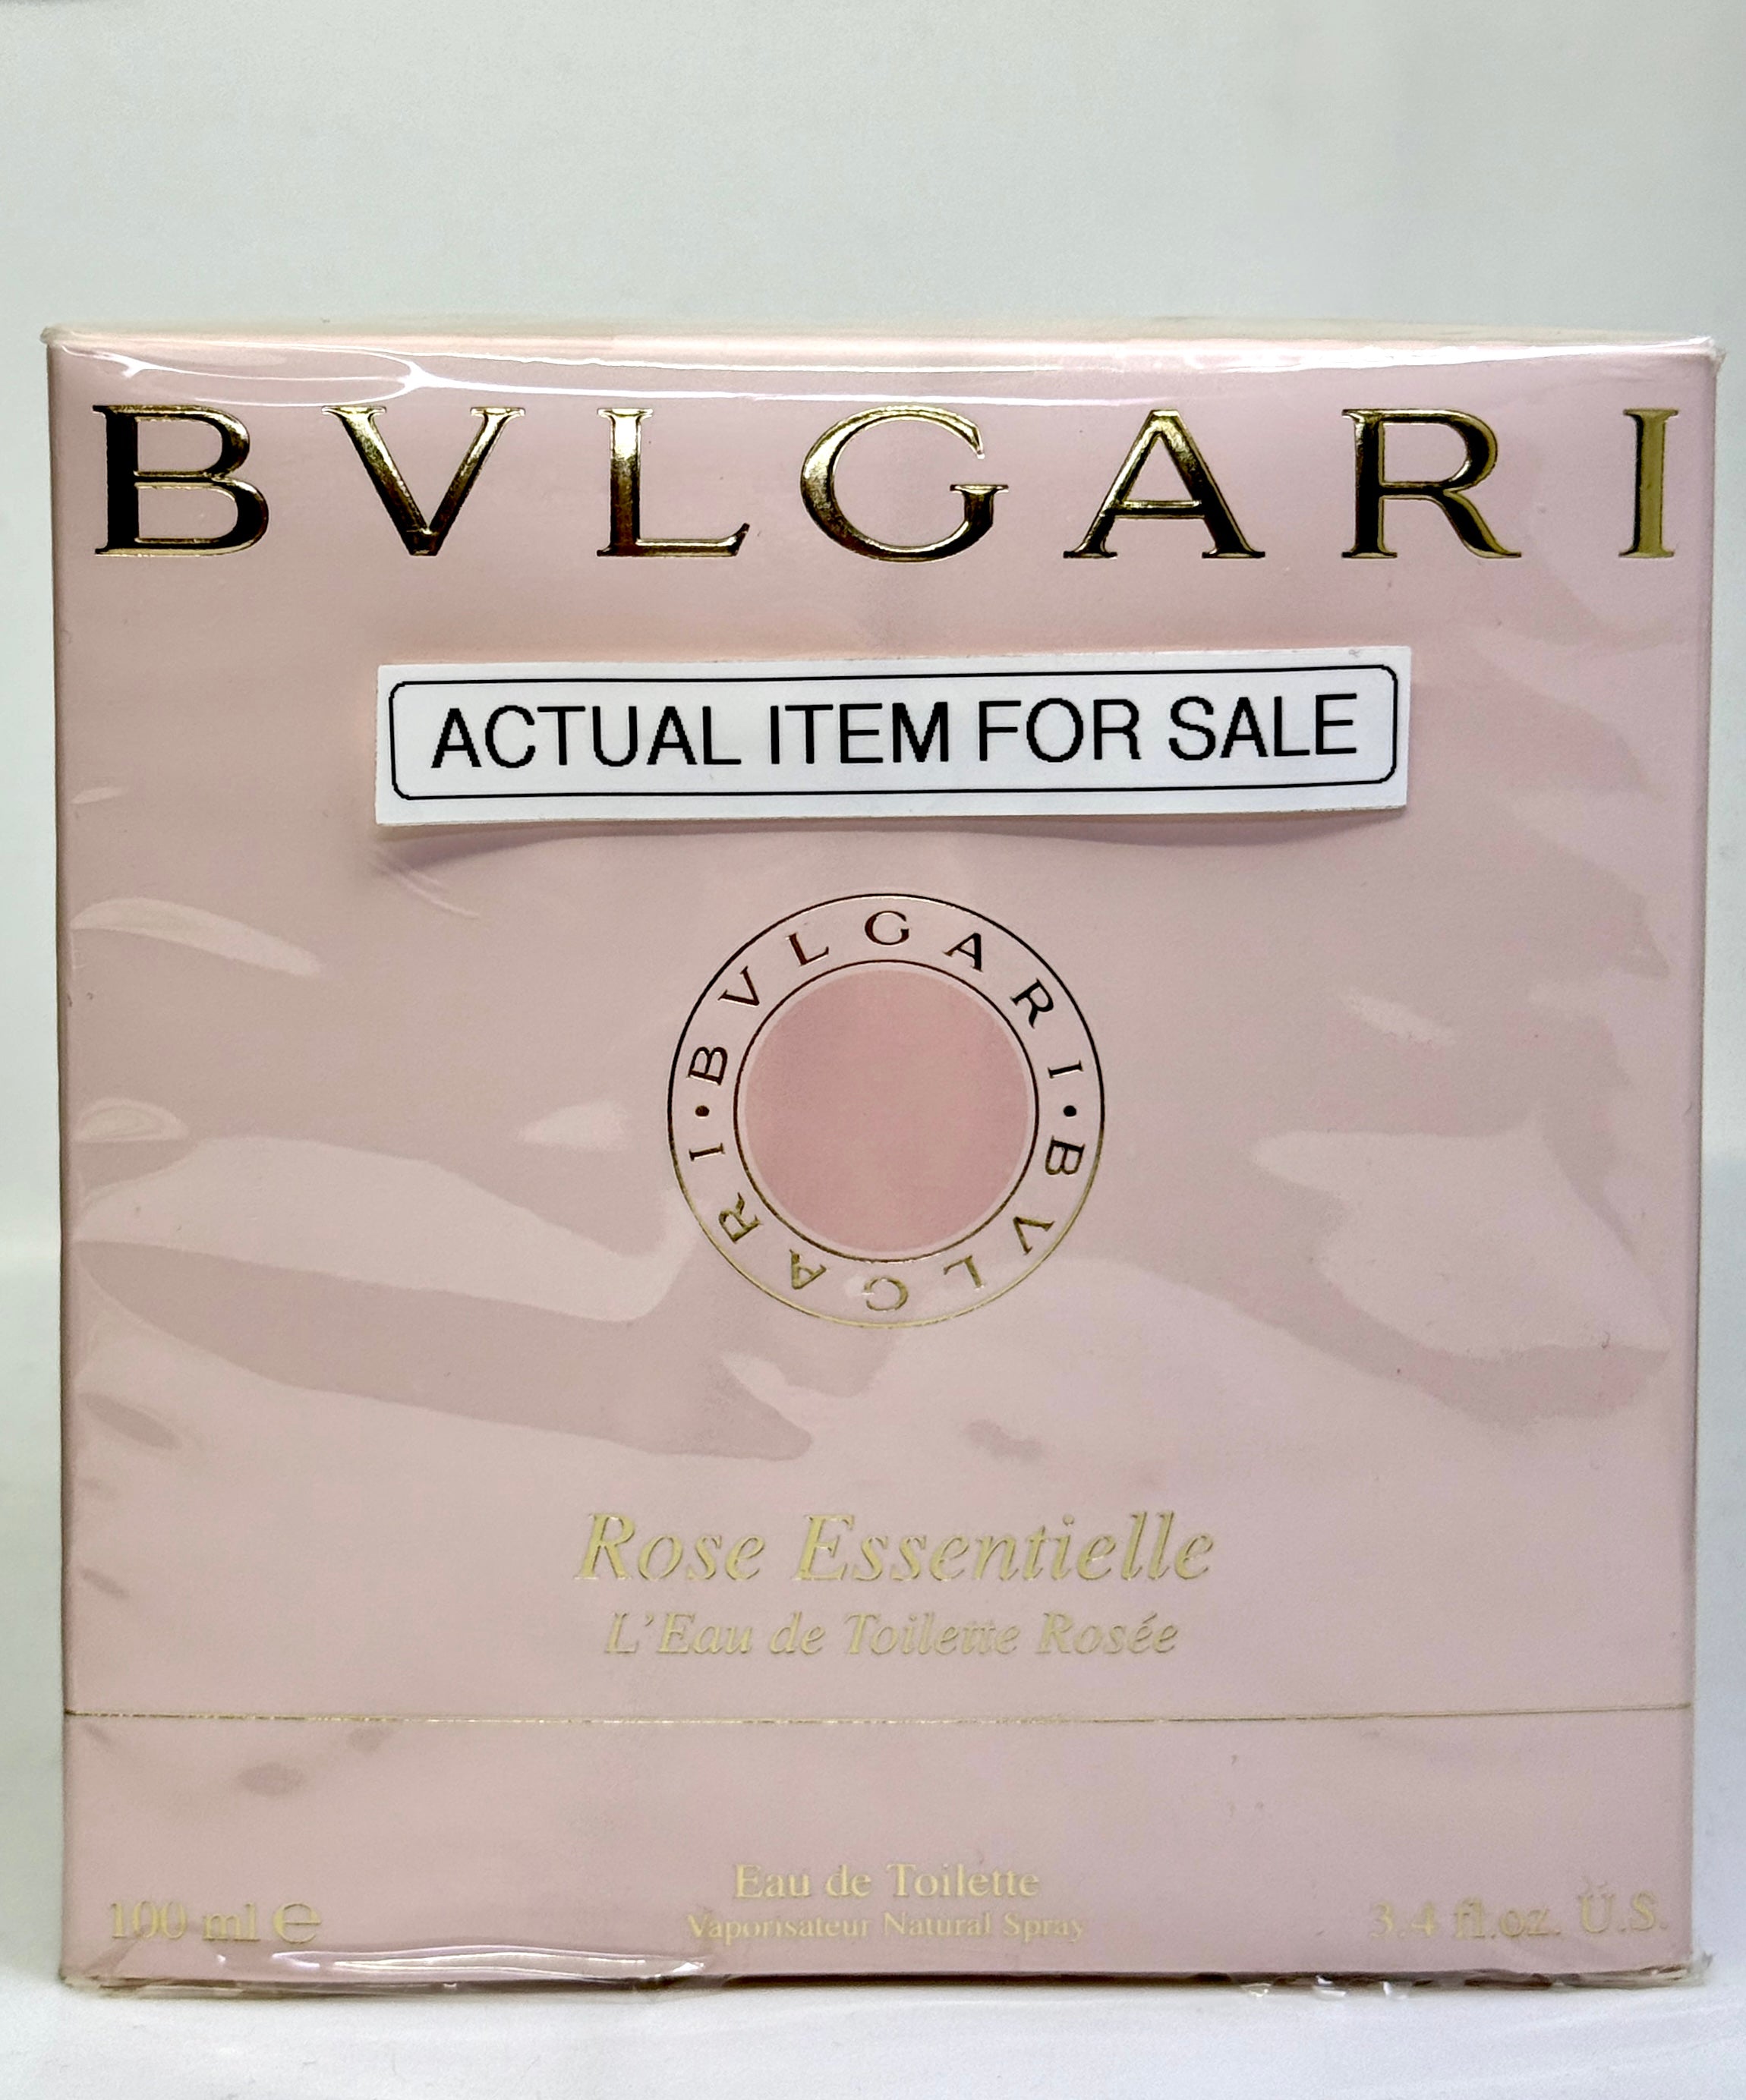 BVLGARI
ACTUAL ITEM FOR SALE
BVLGARI • BVLGARI •
Rose Essentielle
L'Eau de Toilette Rosée
Eau de Toilette
100 ml ℮ Vaporisateur Natural Spray 3.4 fl.oz. U.S.